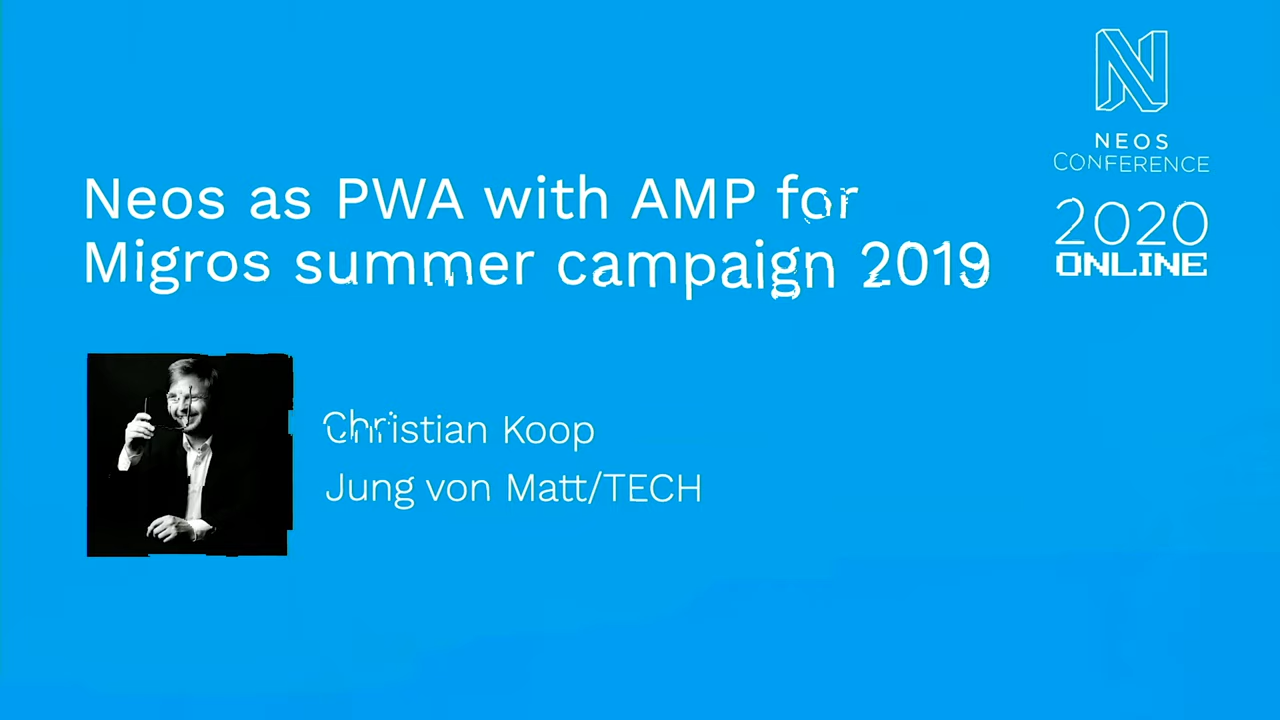 Neos as PWA with AMP for
Migros summer campaign 2019
Christian Koop
Jung von Matt/TECH
NEOS
CONFERENCE
2020
ONLINE